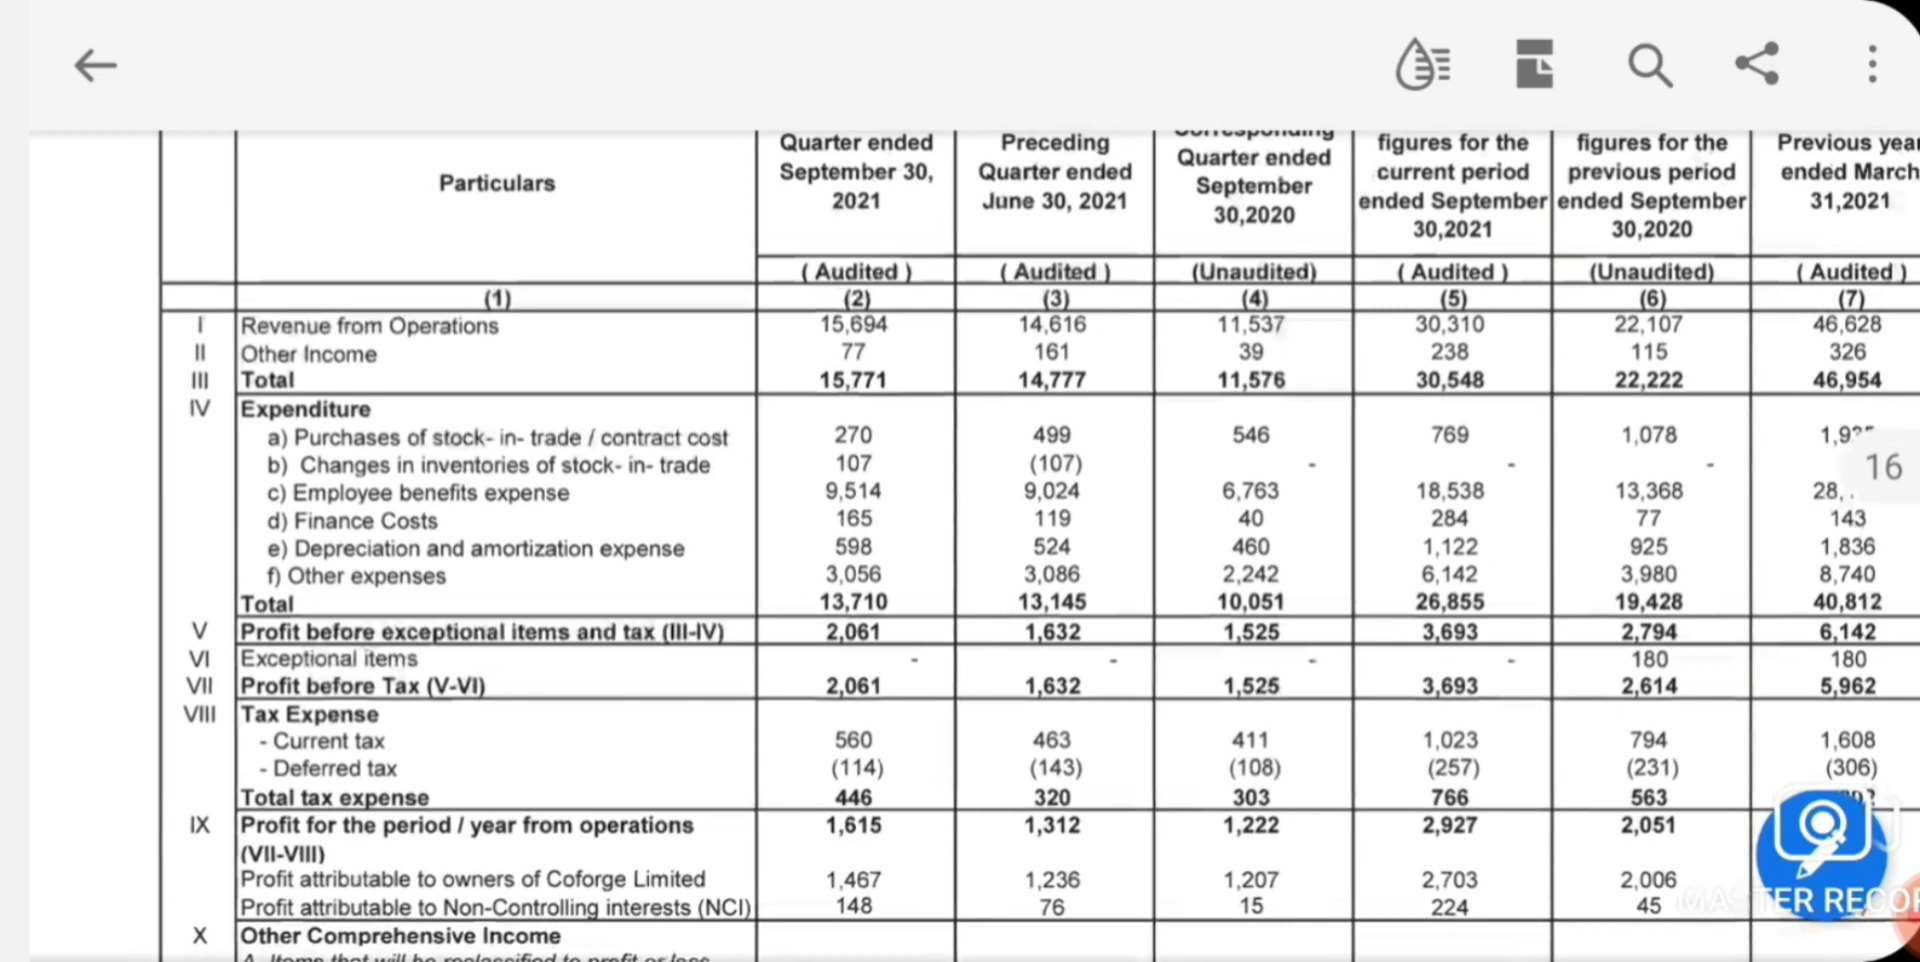 Particulars
Quarter ended September 30, 2021
Preceding Quarter ended June 30, 2021
Corresponding Quarter ended September 30,2020
figures for the current period ended September 30,2021
figures for the previous period ended September 30,2020
Previous year ended March 31,2021
( Audited ) ( Audited ) (Unaudited) ( Audited ) (Unaudited) ( Audited )
(1) (2) (3) (4) (5) (6) (7)
I Revenue from Operations 15,694 14,616 11,537 30,310 22,107 46,628
II Other Income 77 161 39 238 115 326
III Total 15,771 14,777 11,576 30,548 22,222 46,954
IV Expenditure
a) Purchases of stock- in- trade / contract cost 270 499 546 769 1,078
b) Changes in inventories of stock- in- trade 107 (107) - - -
16
c) Employee benefits expense 9,514 9,024 6,763 18,538 13,368
d) Finance Costs 165 119 40 284 77 143
e) Depreciation and amortization expense 598 524 460 1,122 925 1,836
f) Other expenses 3,056 3,086 2,242 6,142 3,980 8,740
Total 13,710 13,145 10,051 26,855 19,428 40,812
V Profit before exceptional items and tax (III-IV) 2,061 1,632 1,525 3,693 2,794 6,142
VI Exceptional items - - - - 180 180
VII Profit before Tax (V-VI) 2,061 1,632 1,525 3,693 2,614 5,962
VIII Tax Expense
- Current tax 560 463 411 1,023 794 1,608
- Deferred tax (114) (143) (108) (257) (231) (306)
Total tax expense 446 320 303 766 563
IX Profit for the period / year from operations (VII-VIII) 1,615 1,312 1,222 2,927 2,051
Profit attributable to owners of Coforge Limited 1,467 1,236 1,207 2,703 2,006
Profit attributable to Non-Controlling interests (NCI) 148 76 15 224 45
X Other Comprehensive Income
A. Items that will be reclassified to profit or loss